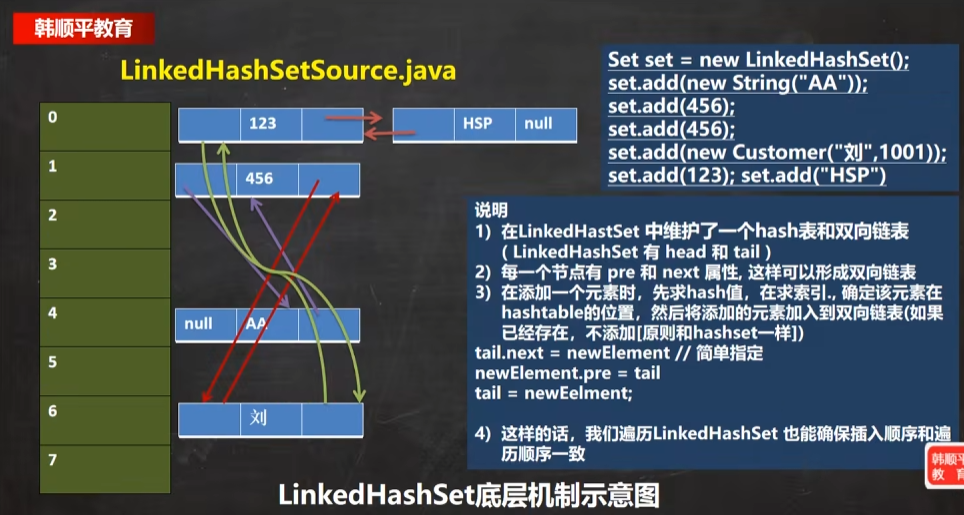 韩顺平教育
LinkedHashSetSource.java
Set set = new LinkedHashSet();
set.add(new String("AA"));
set.add(456);
set.add(456);
set.add(new Customer("刘",1001));
set.add(123); set.add("HSP")
0
123
HSP
null
1
456
2
3
4
null
AA
5
6
刘
7
说明
1) 在LinkedHastSet 中维护了一个hash表和双向链表
( LinkedHashSet 有 head 和 tail )
2) 每一个节点有 pre 和 next 属性, 这样可以形成双向链表
3) 在添加一个元素时，先求hash值，在求索引., 确定该元素在
hashtable的位置，然后将添加的元素加入到双向链表(如果
已经存在，不添加[原则和hashset一样])
tail.next = newElement // 简单指定
newElement.pre = tail
tail = newEelment;
4) 这样的话，我们遍历LinkedHashSet 也能确保插入顺序和遍
历顺序一致
韩顺平
教 育
LinkedHashSet底层机制示意图